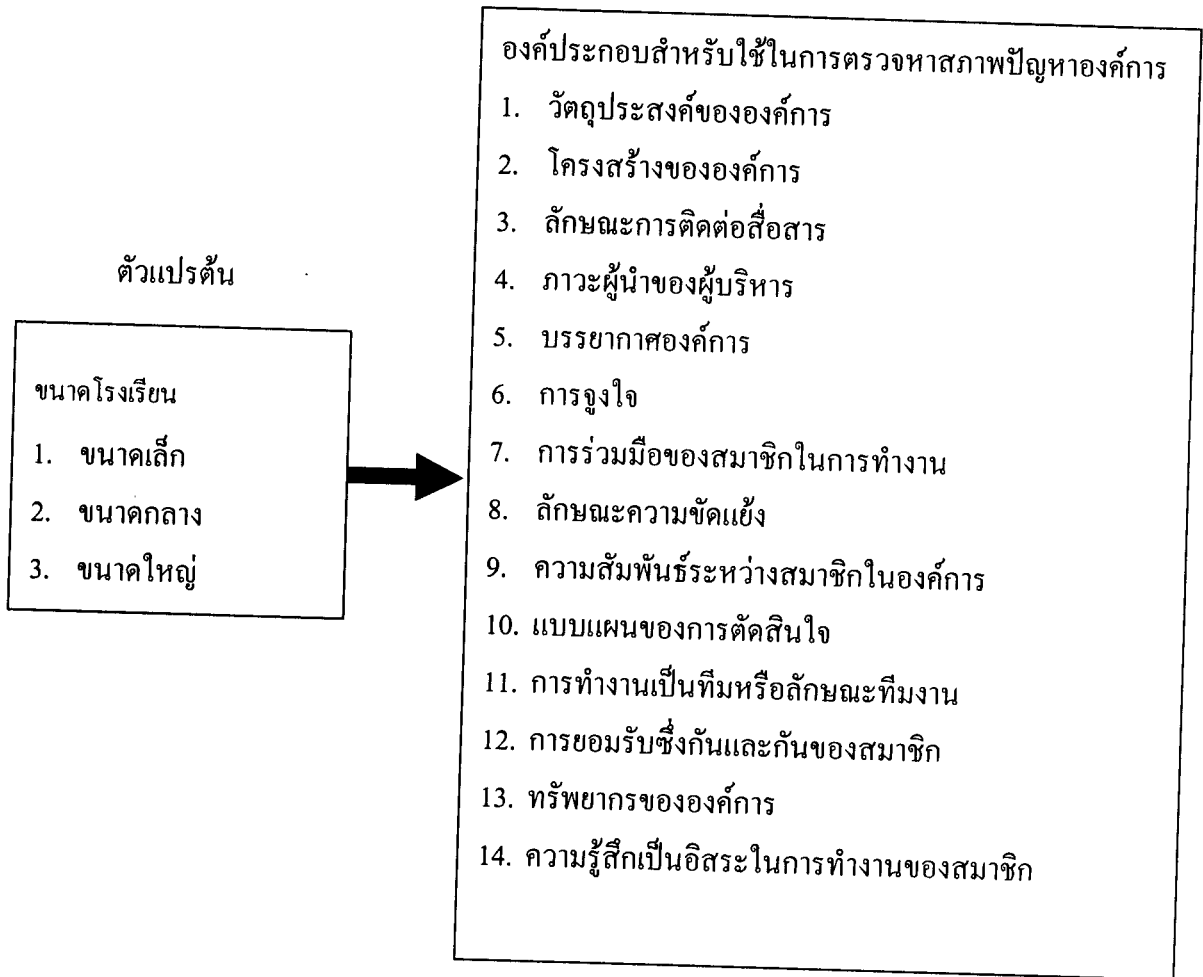 ตัวแปรต้น
ขนาดโรงเรียน
1. ขนาดเล็ก
2. ขนาดกลาง
3. ขนาดใหญ่
องค์ประกอบสำหรับใช้ในการตรวจหาสภาพปัญหาองค์การ
1. วัตถุประสงค์ขององค์การ
2. โครงสร้างขององค์การ
3. ลักษณะการติดต่อสื่อสาร
4. ภาวะผู้นำของผู้บริหาร
5. บรรยากาศองค์การ
6. การจูงใจ
7. การร่วมมือของสมาชิกในการทำงาน
8. ลักษณะความขัดแย้ง
9. ความสัมพันธ์ระหว่างสมาชิกในองค์การ
10. แบบแผนของการตัดสินใจ
11. การทำงานเป็นทีมหรือลักษณะทีมงาน
12. การยอมรับซึ่งกันและกันของสมาชิก
13. ทรัพยากรขององค์การ
14. ความรู้สึกเป็นอิสระในการทำงานของสมาชิก